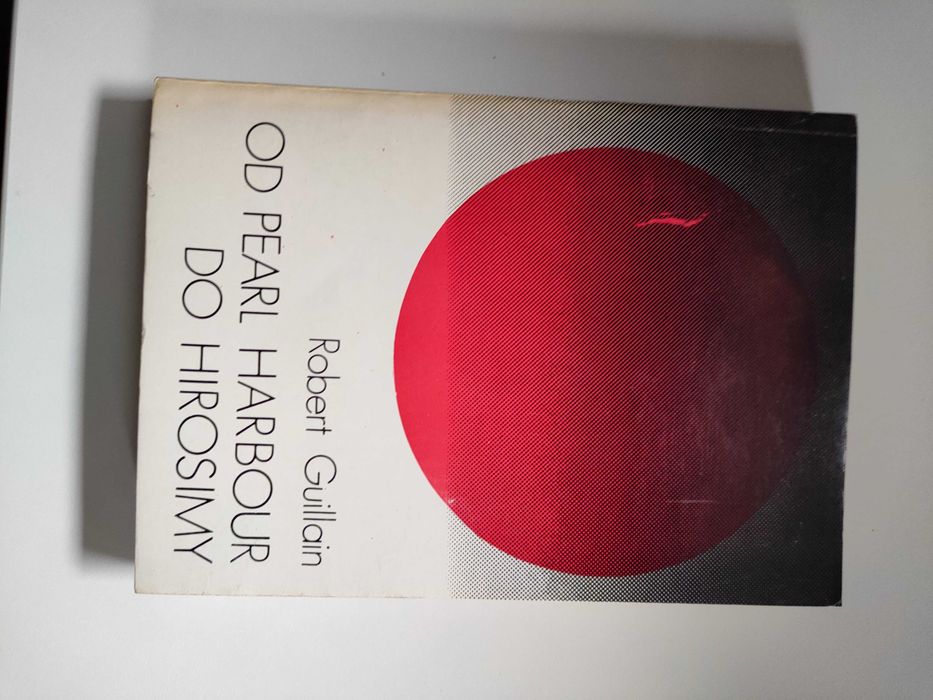 Robert Guillain
OD PEARL HARBOUR
DO HIROSIMY